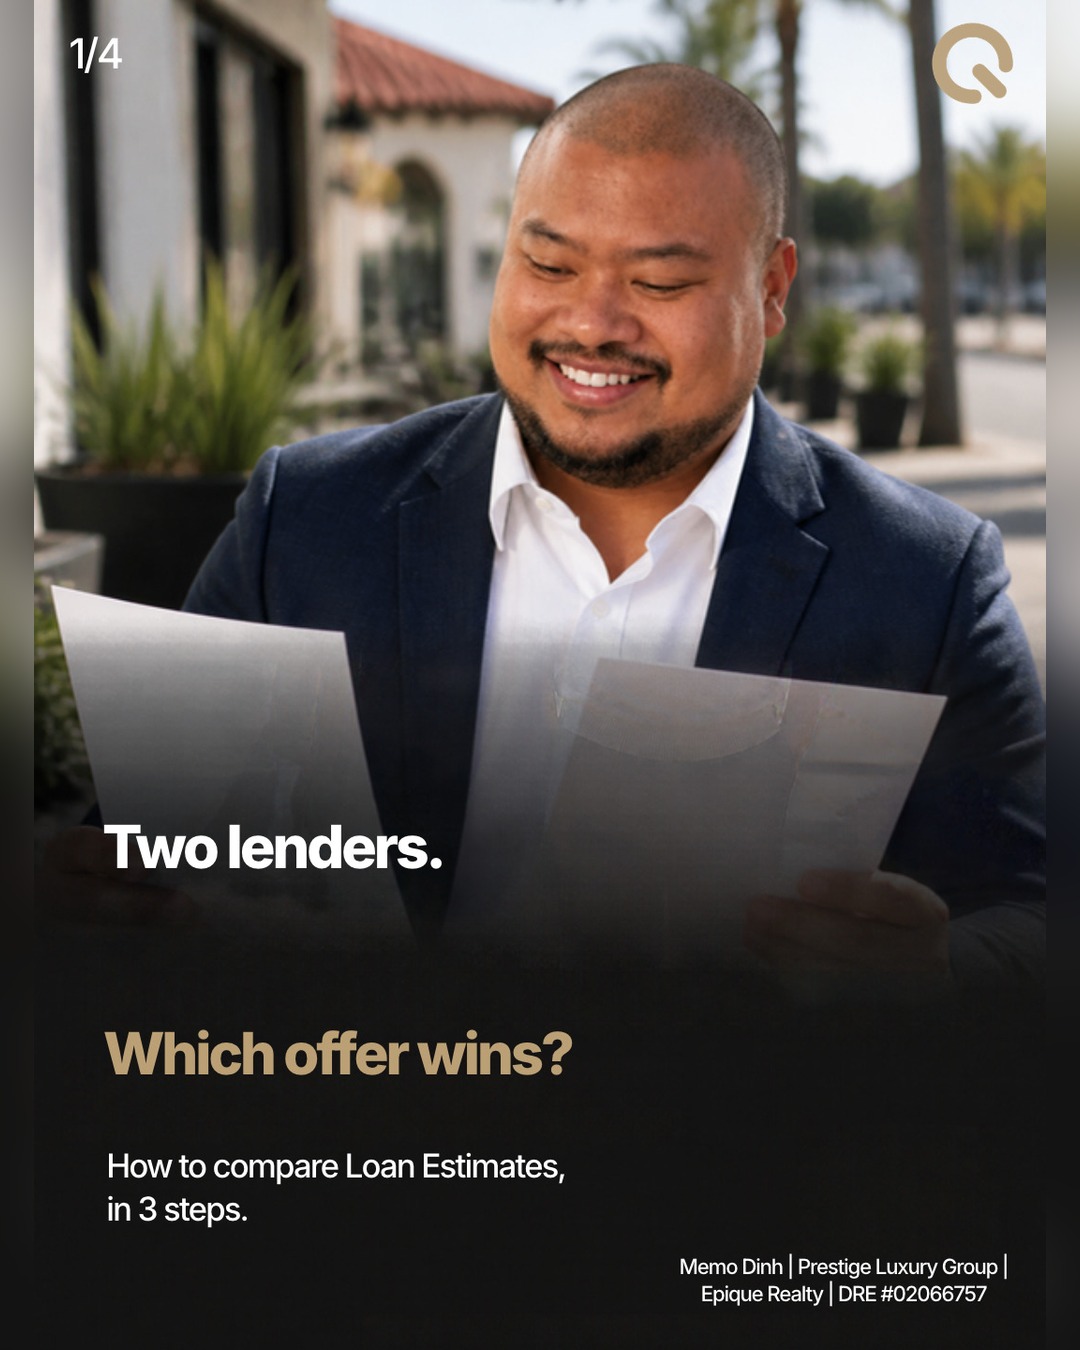 1/4
Two lenders.
Which offer wins?
How to compare Loan Estimates,
in 3 steps.
Memo Dinh | Prestige Luxury Group |
Epique Realty | DRE #02066757